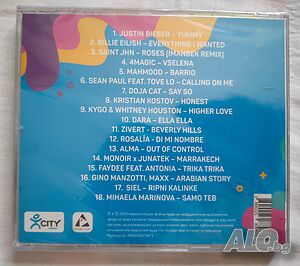 1. JUSTIN BIEBER – YUMMY
2. BILLIE EILISH – EVERYTHING I WANTED
3. SAINT JHN – ROSES (IMANBEK REMIX)
4. 4MAGIC – VSELENA
5. MAHMOOD – BARRIO
6. SEAN PAUL FEAT. TOVE LO – CALLING ON ME
7. DOJA CAT – SAY SO
8. KRISTIAN KOSTOV – HONEST
9. KYGO & WHITNEY HOUSTON – HIGHER LOVE
10. DARA – ELLA ELLA
11. ZIVERT - BEVERLY HILLS
12. ROSALÍA – DI MI NOMBRE
13. ALMA – OUT OF CONTROL
14. MONOIR x JUNATEK – MARRAKECH
15. FAYDEE FEAT. ANTONIA – TRIKA TRIKA
16. GINO MANZOTTI, MAXX – ARABIAN STORY
17. SIEL – RIPNI KALINKE
18. MIHAELA MARINOVA – SAMO TEB
CITY
ALO.bg